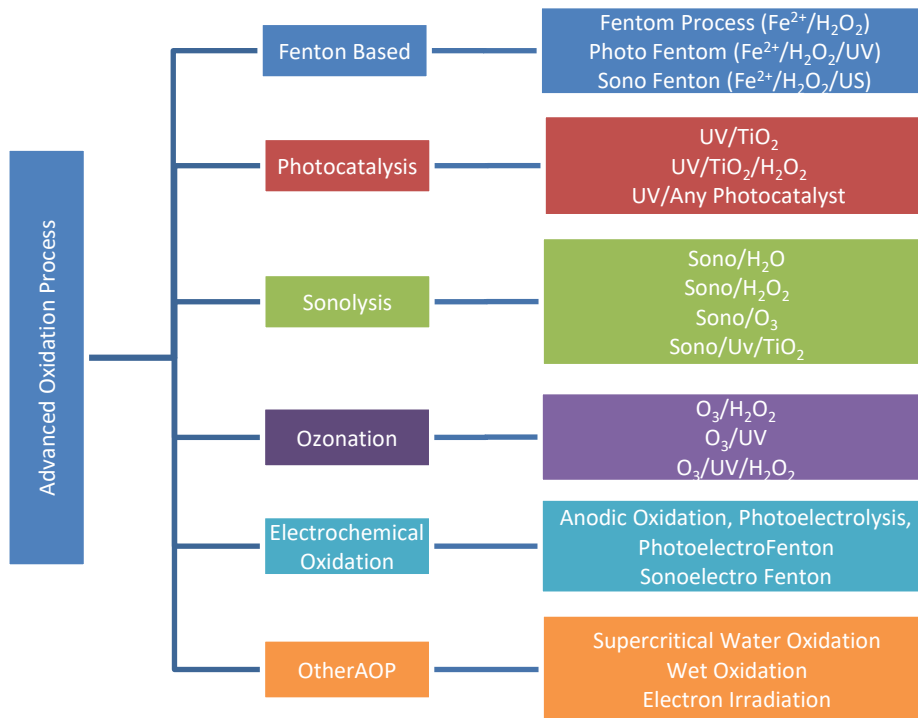 Advanced Oxidation Process
Fenton Based
Fentom Process (Fe²⁺/H₂O₂)
Photo Fentom (Fe²⁺/H₂O₂/UV)
Sono Fenton (Fe²⁺/H₂O₂/US)
Photocatalysis
UV/TiO₂
UV/TiO₂/H₂O₂
UV/Any Photocatalyst
Sonolysis
Sono/H₂O
Sono/H₂O₂
Sono/O₃
Sono/Uv/TiO₂
Ozonation
O₃/H₂O₂
O₃/UV
O₃/UV/H₂O₂
Electrochemical
Oxidation
Anodic Oxidation, Photoelectrolysis,
PhotoelectroFenton
Sonoelectro Fenton
OtherAOP
Supercritical Water Oxidation
Wet Oxidation
Electron Irradiation